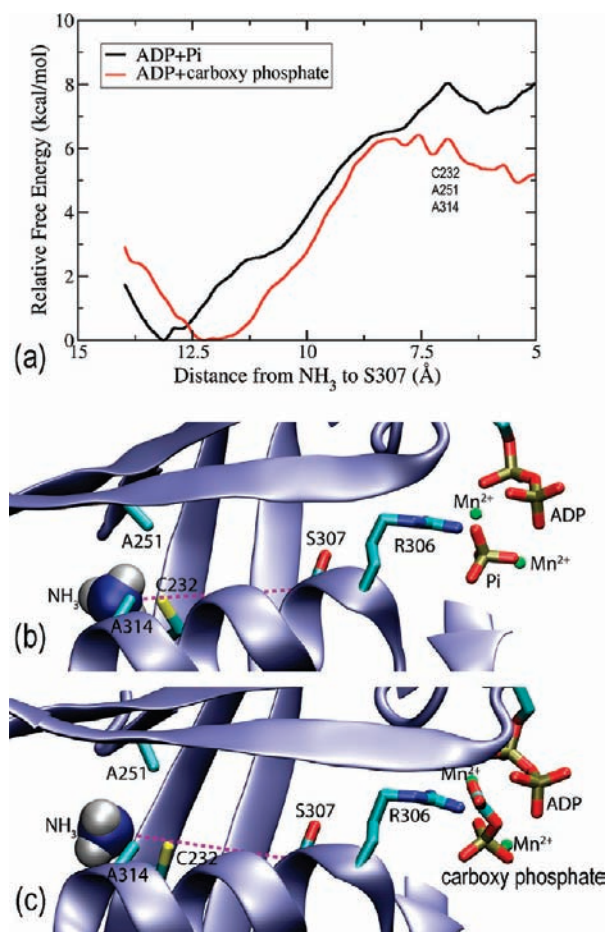 ADP+Pi
ADP+carboxy phosphate
Relative Free Energy (kcal/mol)
10
8
6
4
2
0
C232
A251
A314
15
12.5
10
7.5
5
Distance from NH3 to S307 (Å)
(a)
Mn2+
ADP
A251
S307
R306
Mn2+
Pi
NH3
C232
A314
(b)
A251
Mn2+
ADP
S307
R306
NH3
Mn2+
C232
A314
carboxy phosphate
(c)